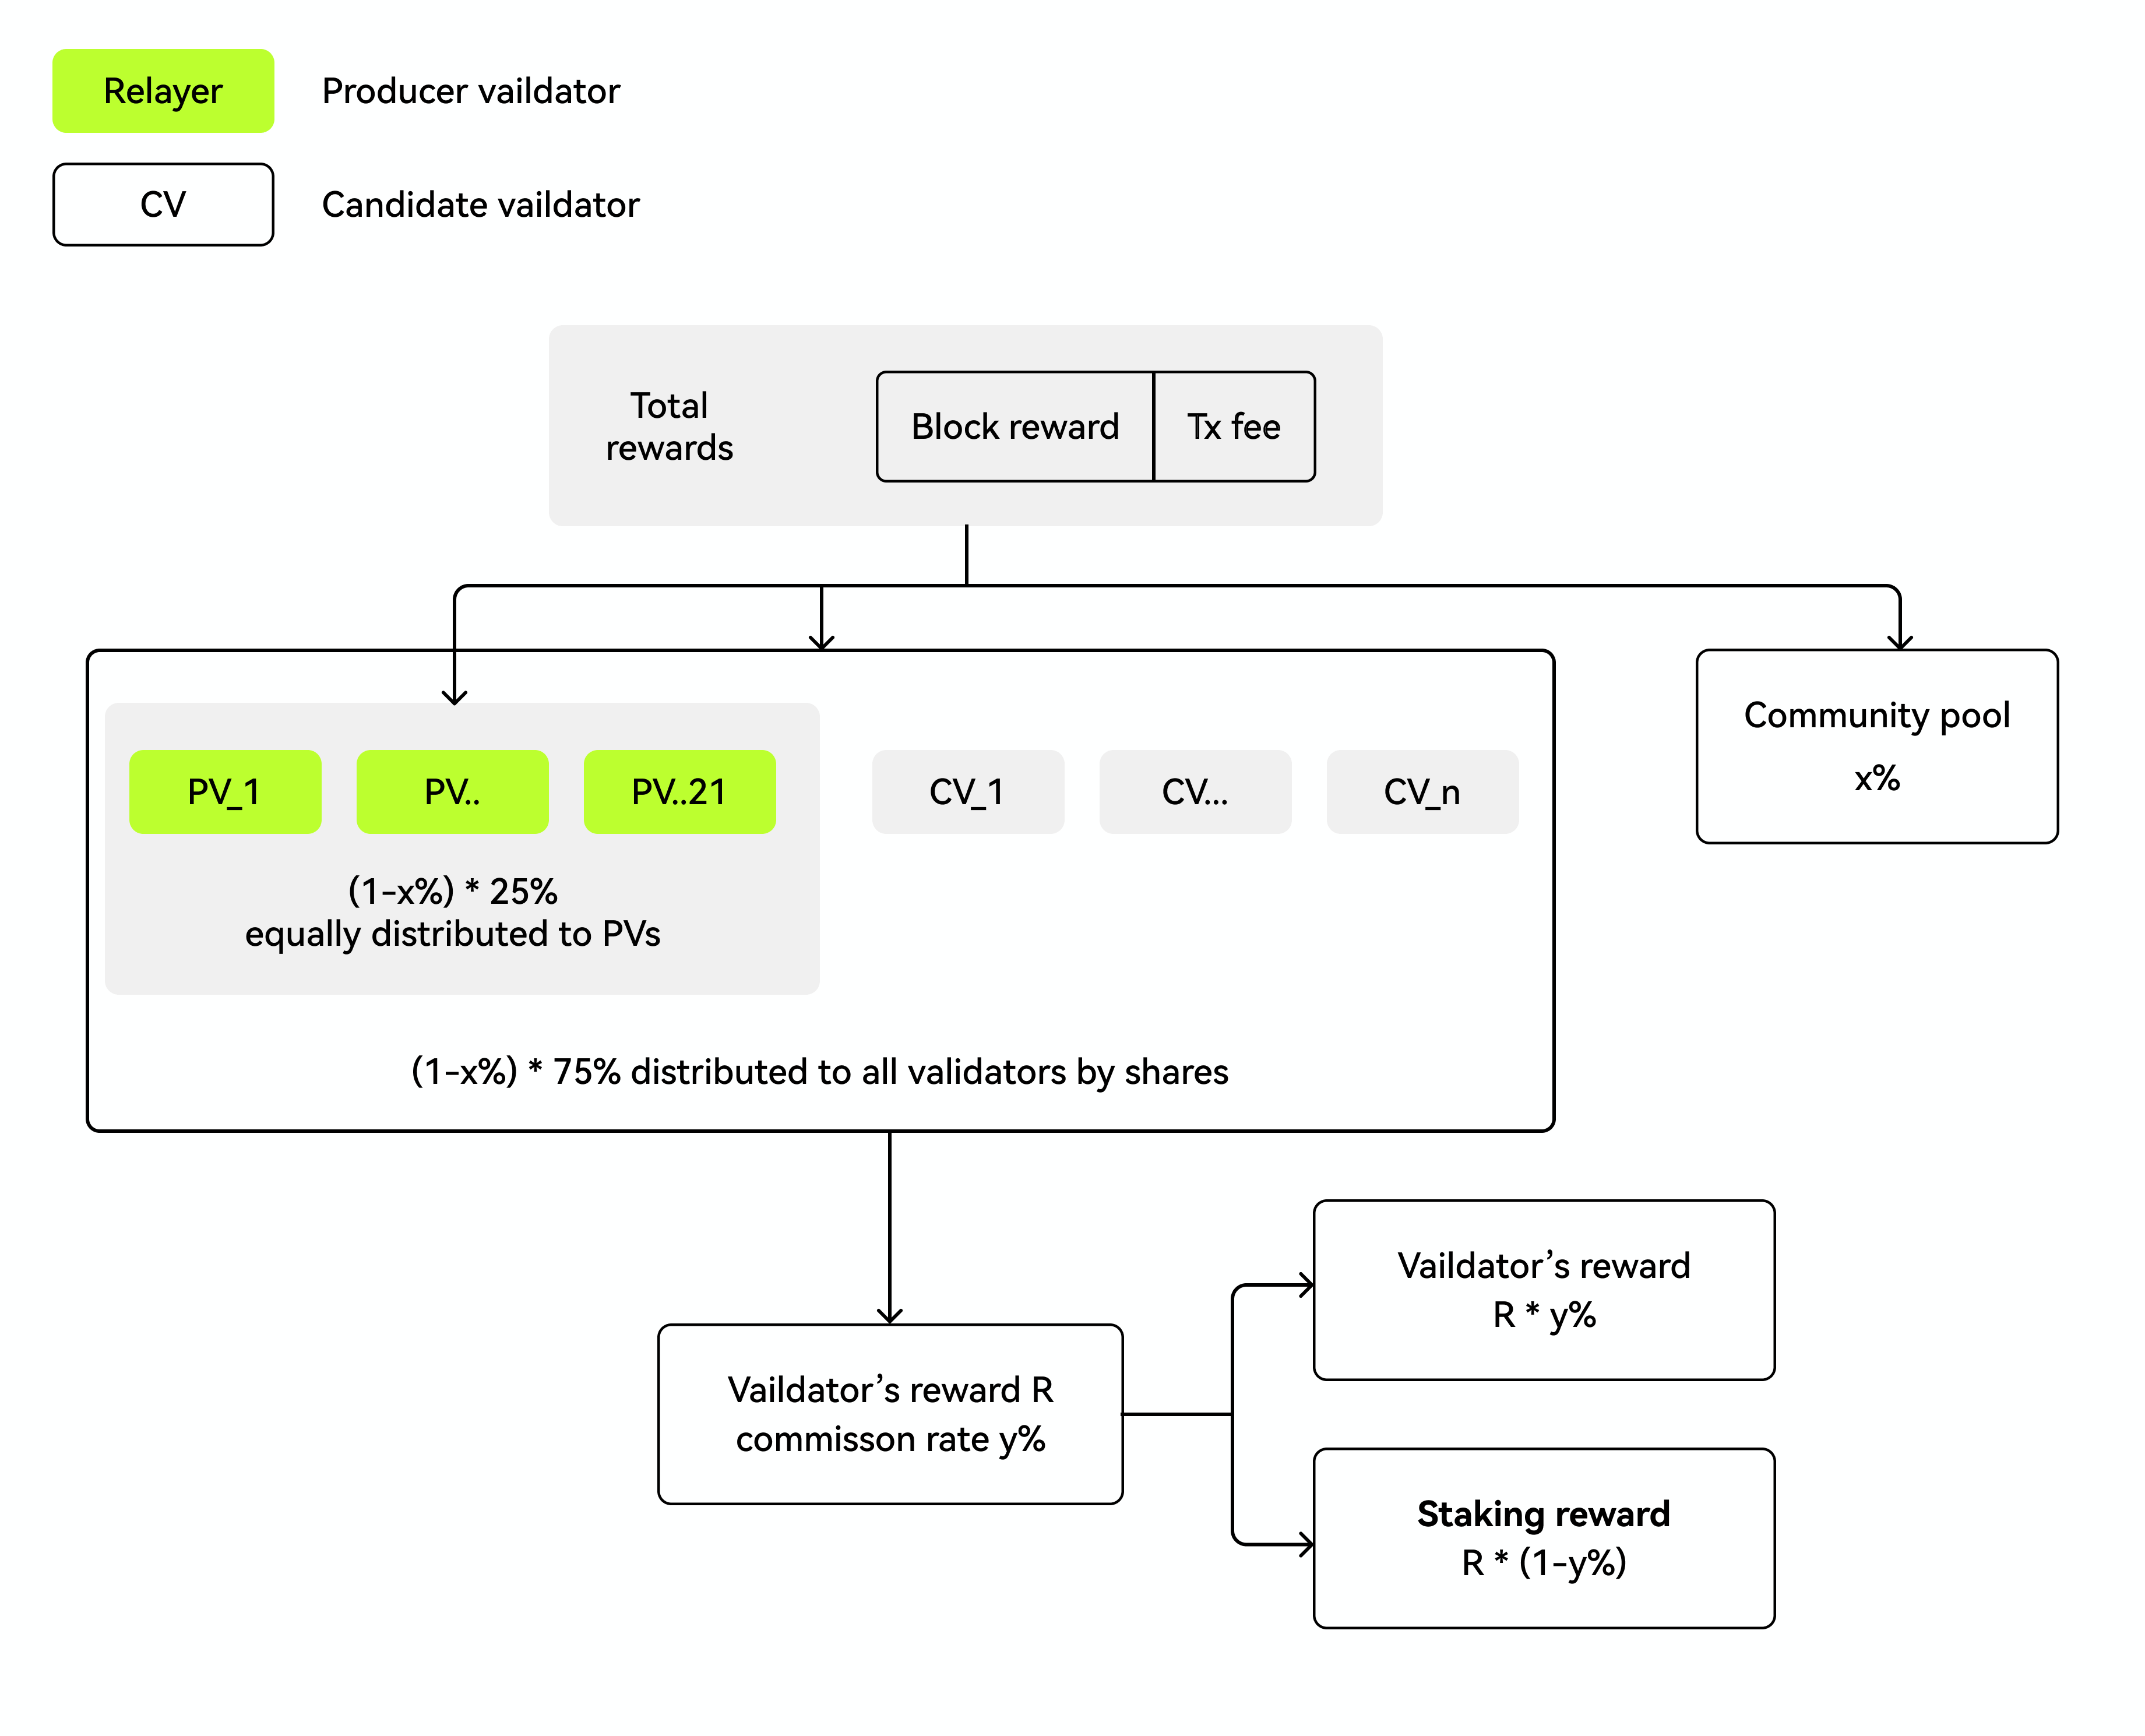 Relayer
Producer vaildator
CV
Candidate vaildator
Total
rewards
Block reward
Tx fee
PV_1
PV..
PV..21
CV_1
CV...
CV_n
Community pool
x%
(1-x%) * 25%
equally distributed to PVs
(1-x%) * 75% distributed to all validators by shares
Vaildator’s reward R
commisson rate y%
Vaildator’s reward
R * y%
Staking reward
R * (1-y%)